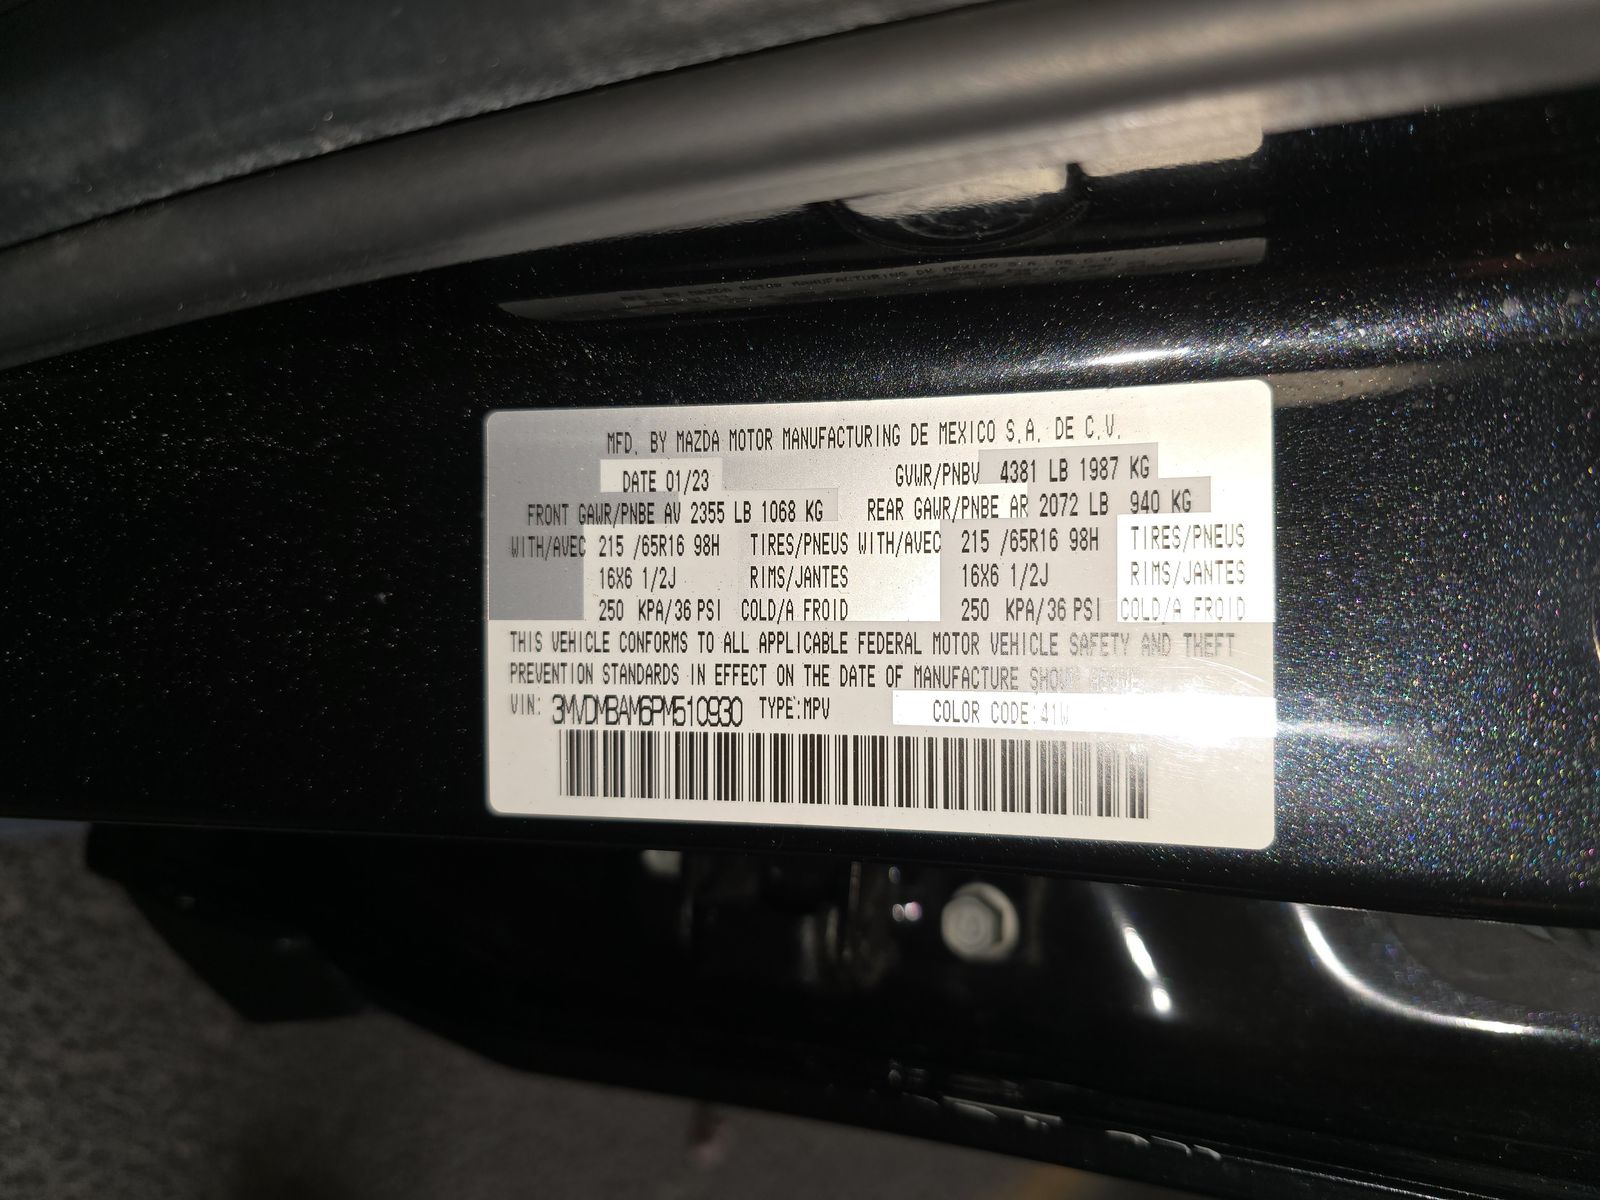 MFD. BY MAZDA MOTOR MANUFACTURING DE MEXICO S.A. DE C.V.
DATE 01/23 GVWR/PNBV 4381 LB 1987 KG
FRONT GAWR/PNBE AV 2355 LB 1068 KG REAR GAWR/PNBE AR 2072 LB 940 KG
WITH/AVEC 215 /65R16 98H TIRES/PNEUS WITH/AVEC 215 /65R16 98H TIRES/PNEUS
16X6 1/2J RIMS/JANTES 16X6 1/2J RIMS/JANTES
250 KPA/36 PSI COLD/A FROID 250 KPA/36 PSI COLD/A FROID
THIS VEHICLE CONFORMS TO ALL APPLICABLE FEDERAL MOTOR VEHICLE SAFETY AND THEFT
PREVENTION STANDARDS IN EFFECT ON THE DATE OF MANUFACTURE SHOWN ABOVE.
VIN: 3MVDMBAM6PM510930 TYPE:MPV COLOR CODE:41W